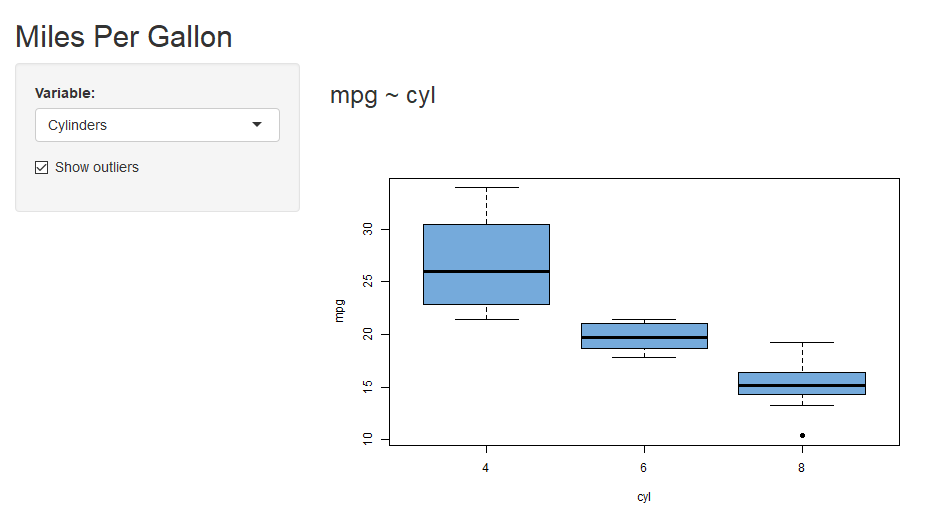 Miles Per Gallon
Variable:
Cylinders
Show outliers
mpg ~ cyl
mpg
30
25
20
15
10
4 6 8
cyl